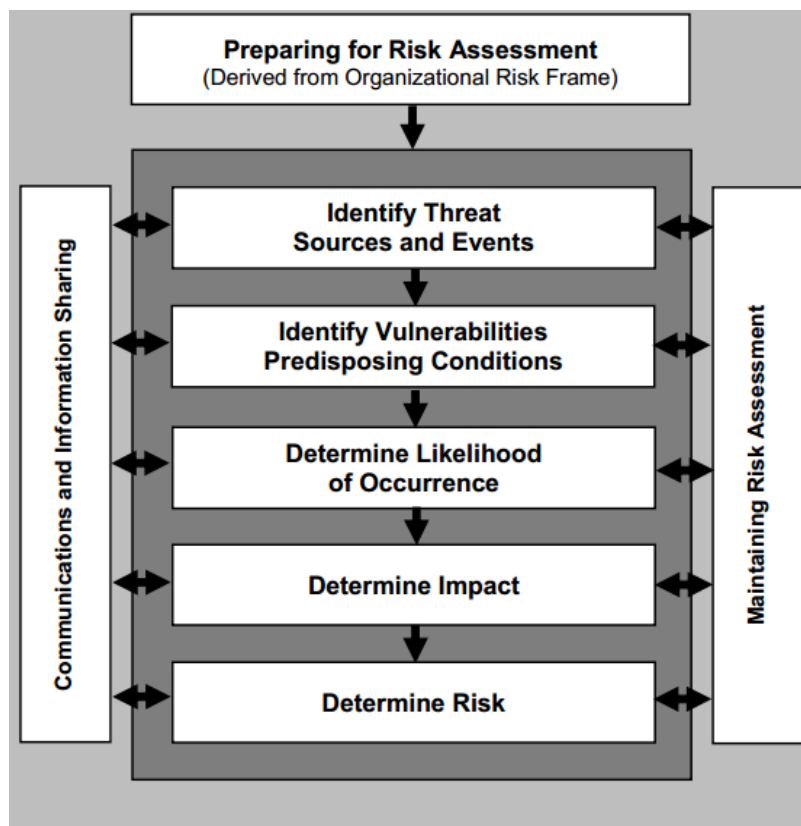 Preparing for Risk Assessment
(Derived from Organizational Risk Frame)
Communications and Information Sharing
Identify Threat
Sources and Events
Identify Vulnerabilities
Predisposing Conditions
Determine Likelihood
of Occurrence
Determine Impact
Determine Risk
Maintaining Risk Assessment